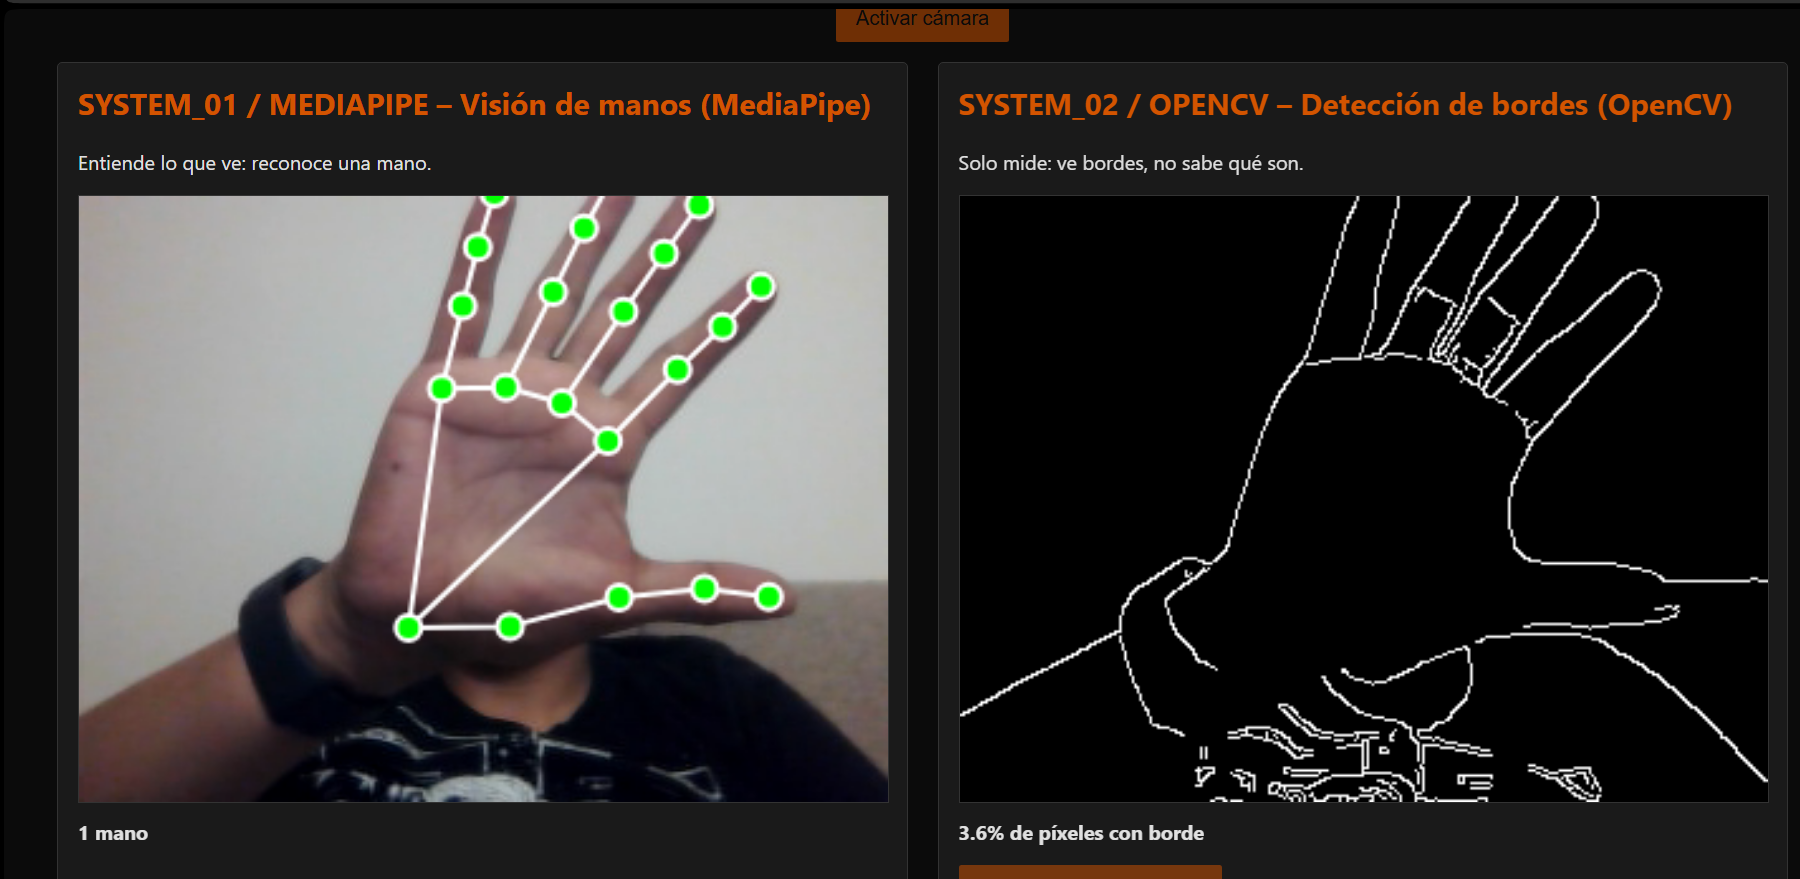 Activar cámara
SYSTEM_01 / MEDIAPIPE – Visión de manos (MediaPipe)
Entiende lo que ve: reconoce una mano.
1 mano
SYSTEM_02 / OPENCV – Detección de bordes (OpenCV)
Solo mide: ve bordes, no sabe qué son.
3.6% de píxeles con borde